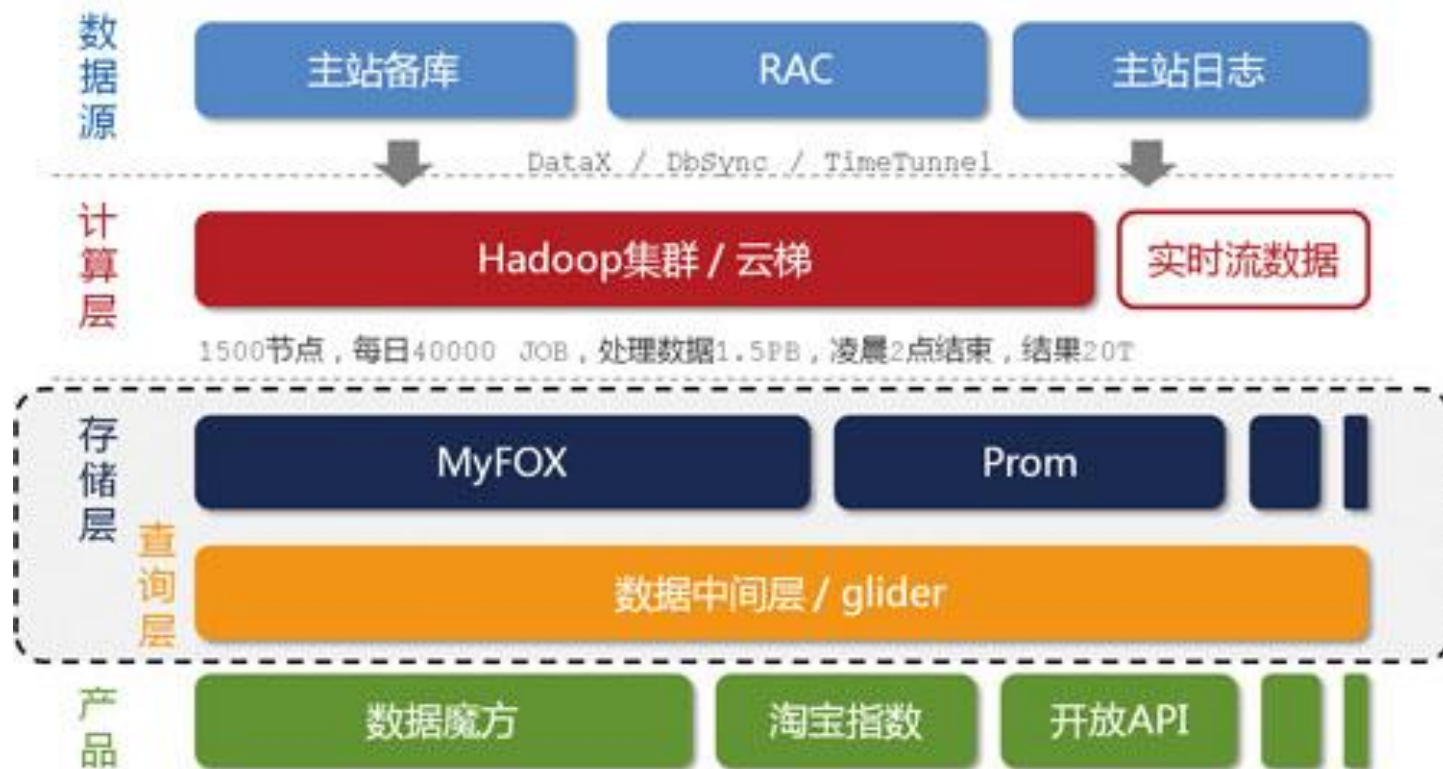 数据源
主站备库
RAC
主站日志
DataX / DbSync / TimeTunnel
计算层
Hadoop集群 / 云梯
实时流数据
1500节点，每日40000 JOB，处理数据1.5PB，凌晨2点结束，结果20T
存储层
MyFOX
Prom
查询层
数据中间层 / glider
产品
数据魔方
淘宝指数
开放API